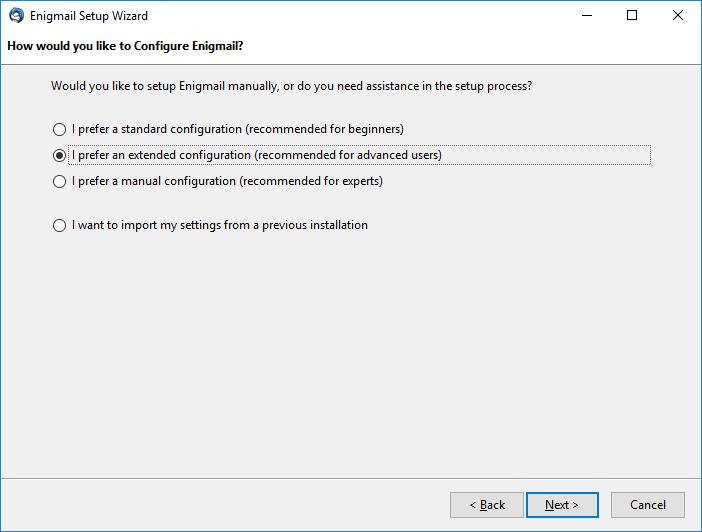 Enigmail Setup Wizard
How would you like to Configure Enigmail?
Would you like to setup Enigmail manually, or do you need assistance in the setup process?
I prefer a standard configuration (recommended for beginners)
I prefer an extended configuration (recommended for advanced users)
I prefer a manual configuration (recommended for experts)
I want to import my settings from a previous installation
< Back Next > Cancel